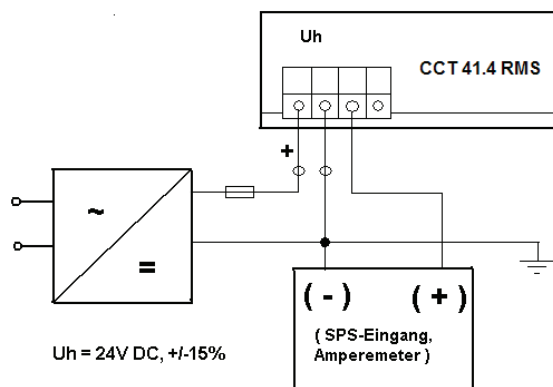 Uh
CCT 41.4 RMS
+
~
=
( - ) ( + )
( SPS-Eingang,
Amperemeter )
Uh = 24V DC, +/-15%